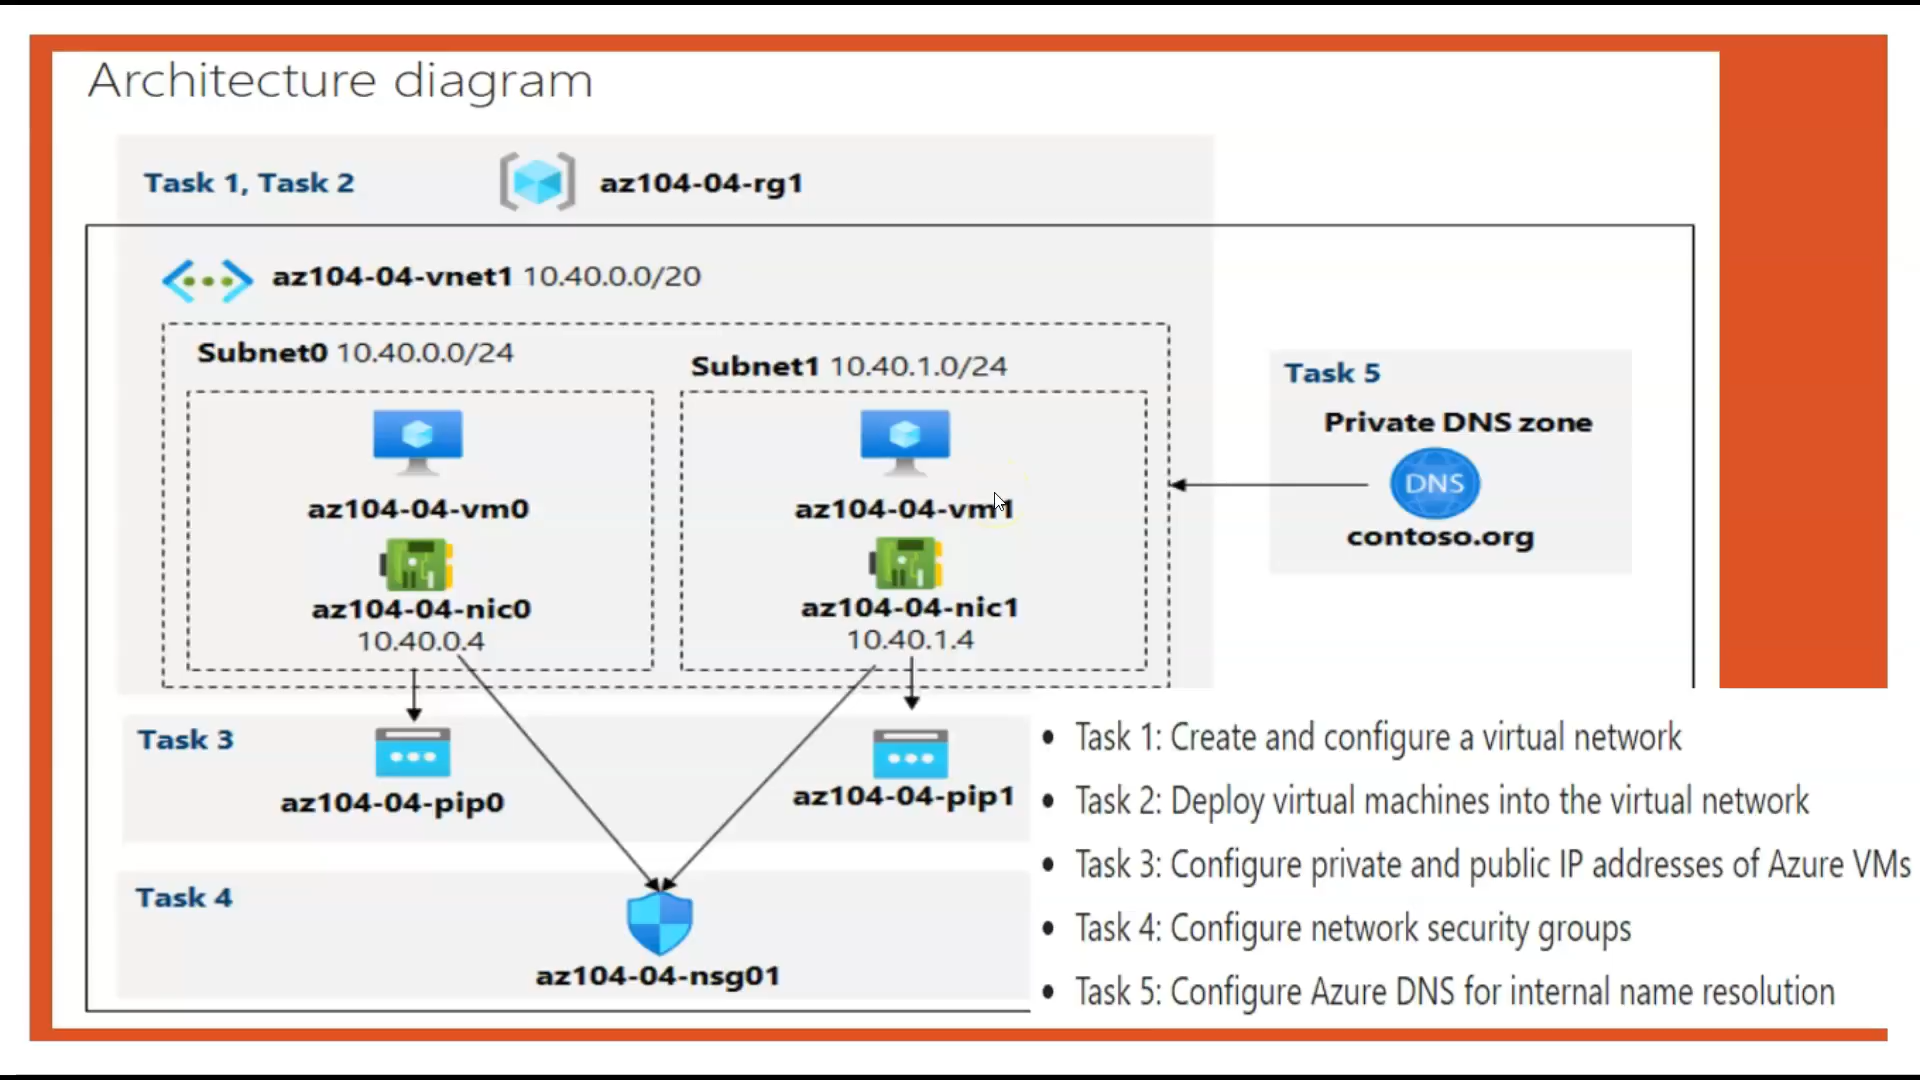 Architecture diagram
Task 1, Task 2
az104-04-rg1
az104-04-vnet1 10.40.0.0/20
Subnet0 10.40.0.0/24
Subnet1 10.40.1.0/24
az104-04-vm0
az104-04-vm1
az104-04-nic0
10.40.0.4
az104-04-nic1
10.40.1.4
Task 5
Private DNS zone
DNS
contoso.org
Task 3
az104-04-pip0
az104-04-pip1
Task 4
az104-04-nsg01
• Task 1: Create and configure a virtual network
• Task 2: Deploy virtual machines into the virtual network
• Task 3: Configure private and public IP addresses of Azure VMs
• Task 4: Configure network security groups
• Task 5: Configure Azure DNS for internal name resolution